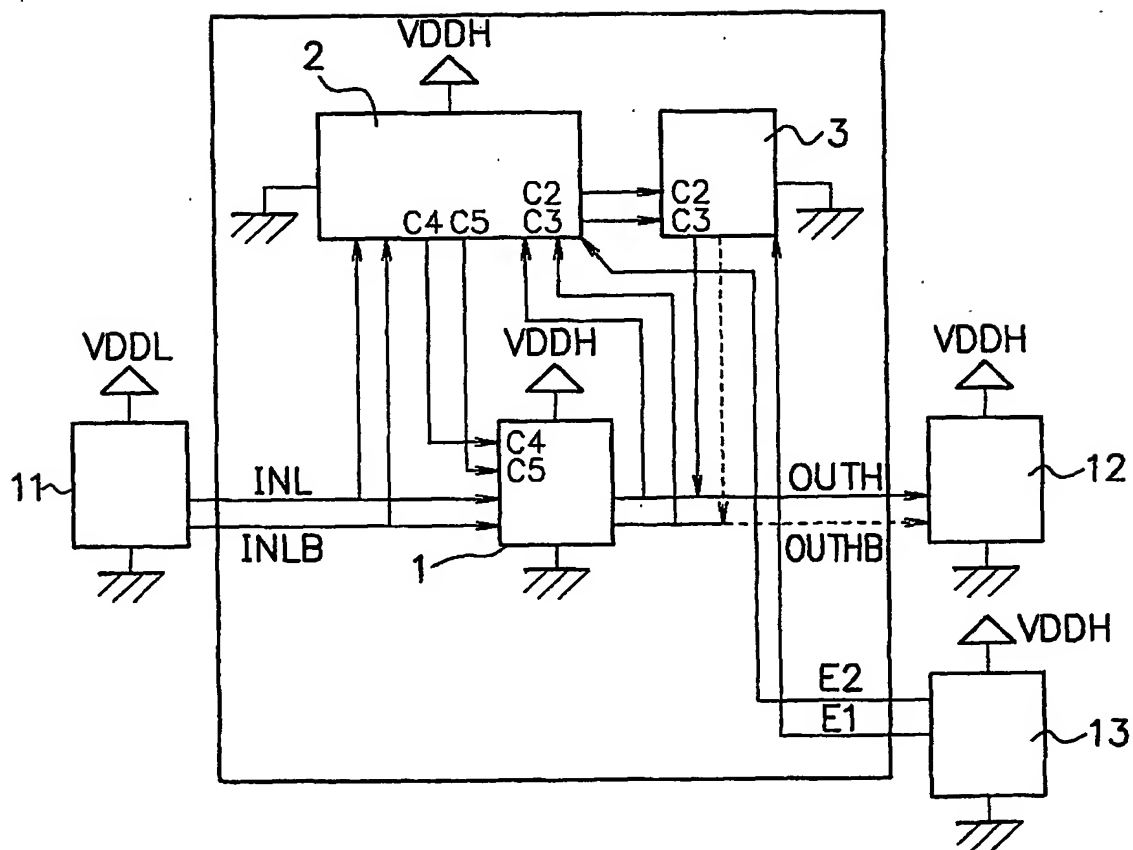 VDDH
2
3
C2
C3
C4 C5
C2
C3
VDDL
VDDH
VDDH
11
INL
INLB
C4
C5
1
OUTH
OUTHB
12
VDDH
E2
E1
13